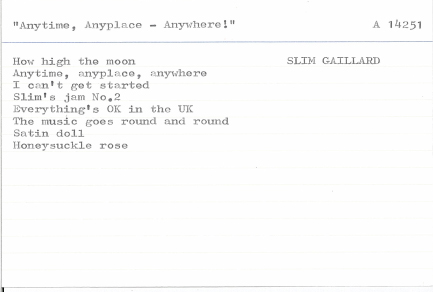 "Anytime, Anyplace - Anywhere!" A 14251
How high the moon SLIM GAILLARD
Anytime, anyplace, anywhere
I can't get started
Slim's jam No.2
Everything's OK in the UK
The music goes round and round
Satin doll
Honeysuckle rose